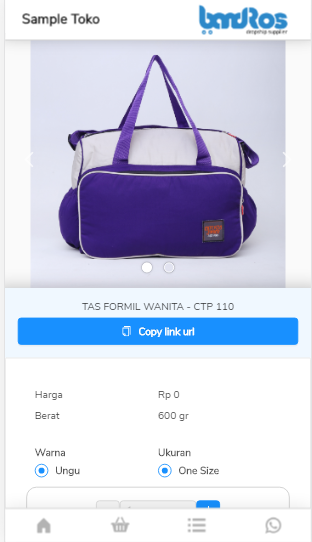 Sample Toko
bandRos
dropship supplier
TAS FORMIL WANITA - CTP 110
Copy link url
Harga Rp 0
Berat 600 gr
Warna Ukuran
Ungu One Size